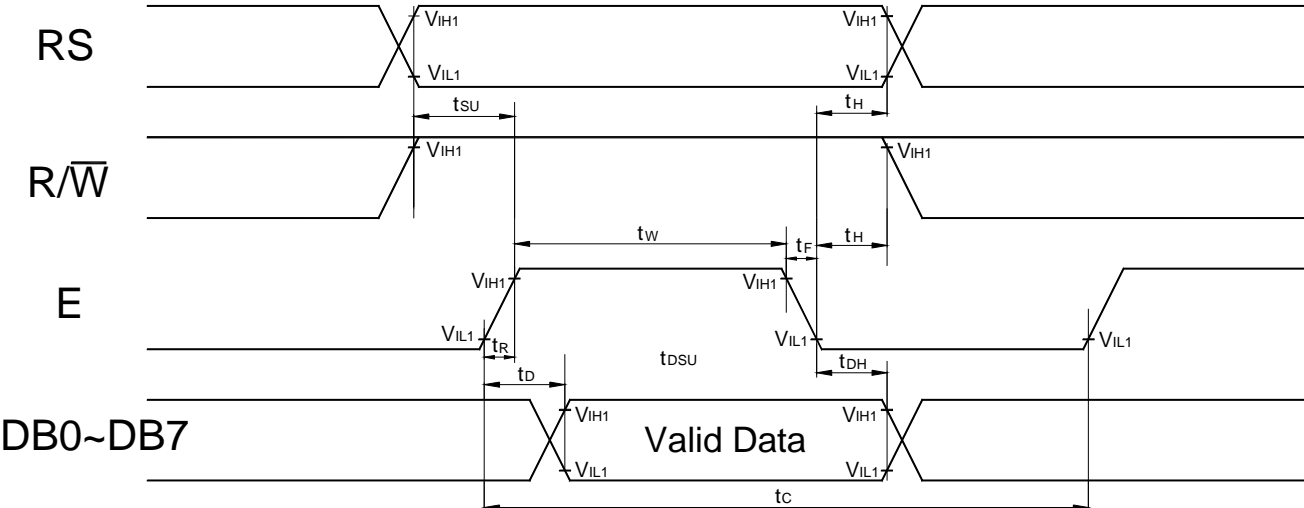 RS
VIH1
VIH1
VIL1
VIL1
tSU
tH
R/W̅
VIH1
VIH1
tW
tF
tH
E
VIH1
VIH1
VIL1
VIL1
VIL1
tR
tD
tDSU
tDH
DB0~DB7
VIH1
VIH1
Valid Data
VIL1
VIL1
tC